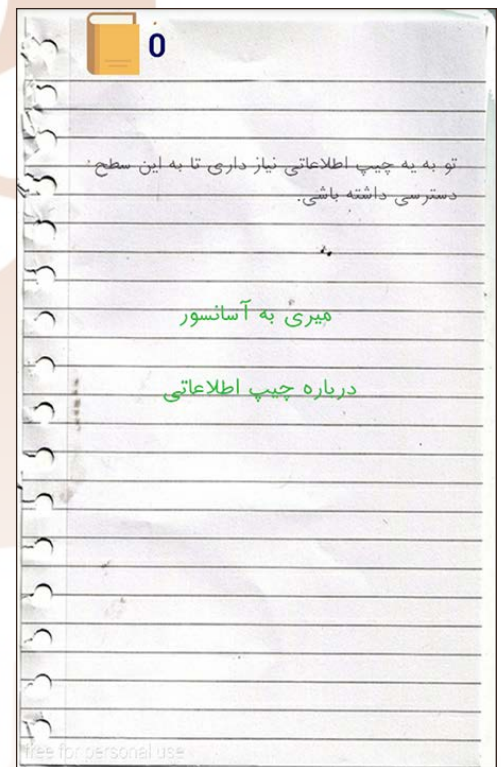 0
تو به یه چیپ اطلاعاتی نیاز داری تا به این سطح
دسترسی داشته باشی.
میری به آسانسور
درباره چیپ اطلاعاتی
free for personal use